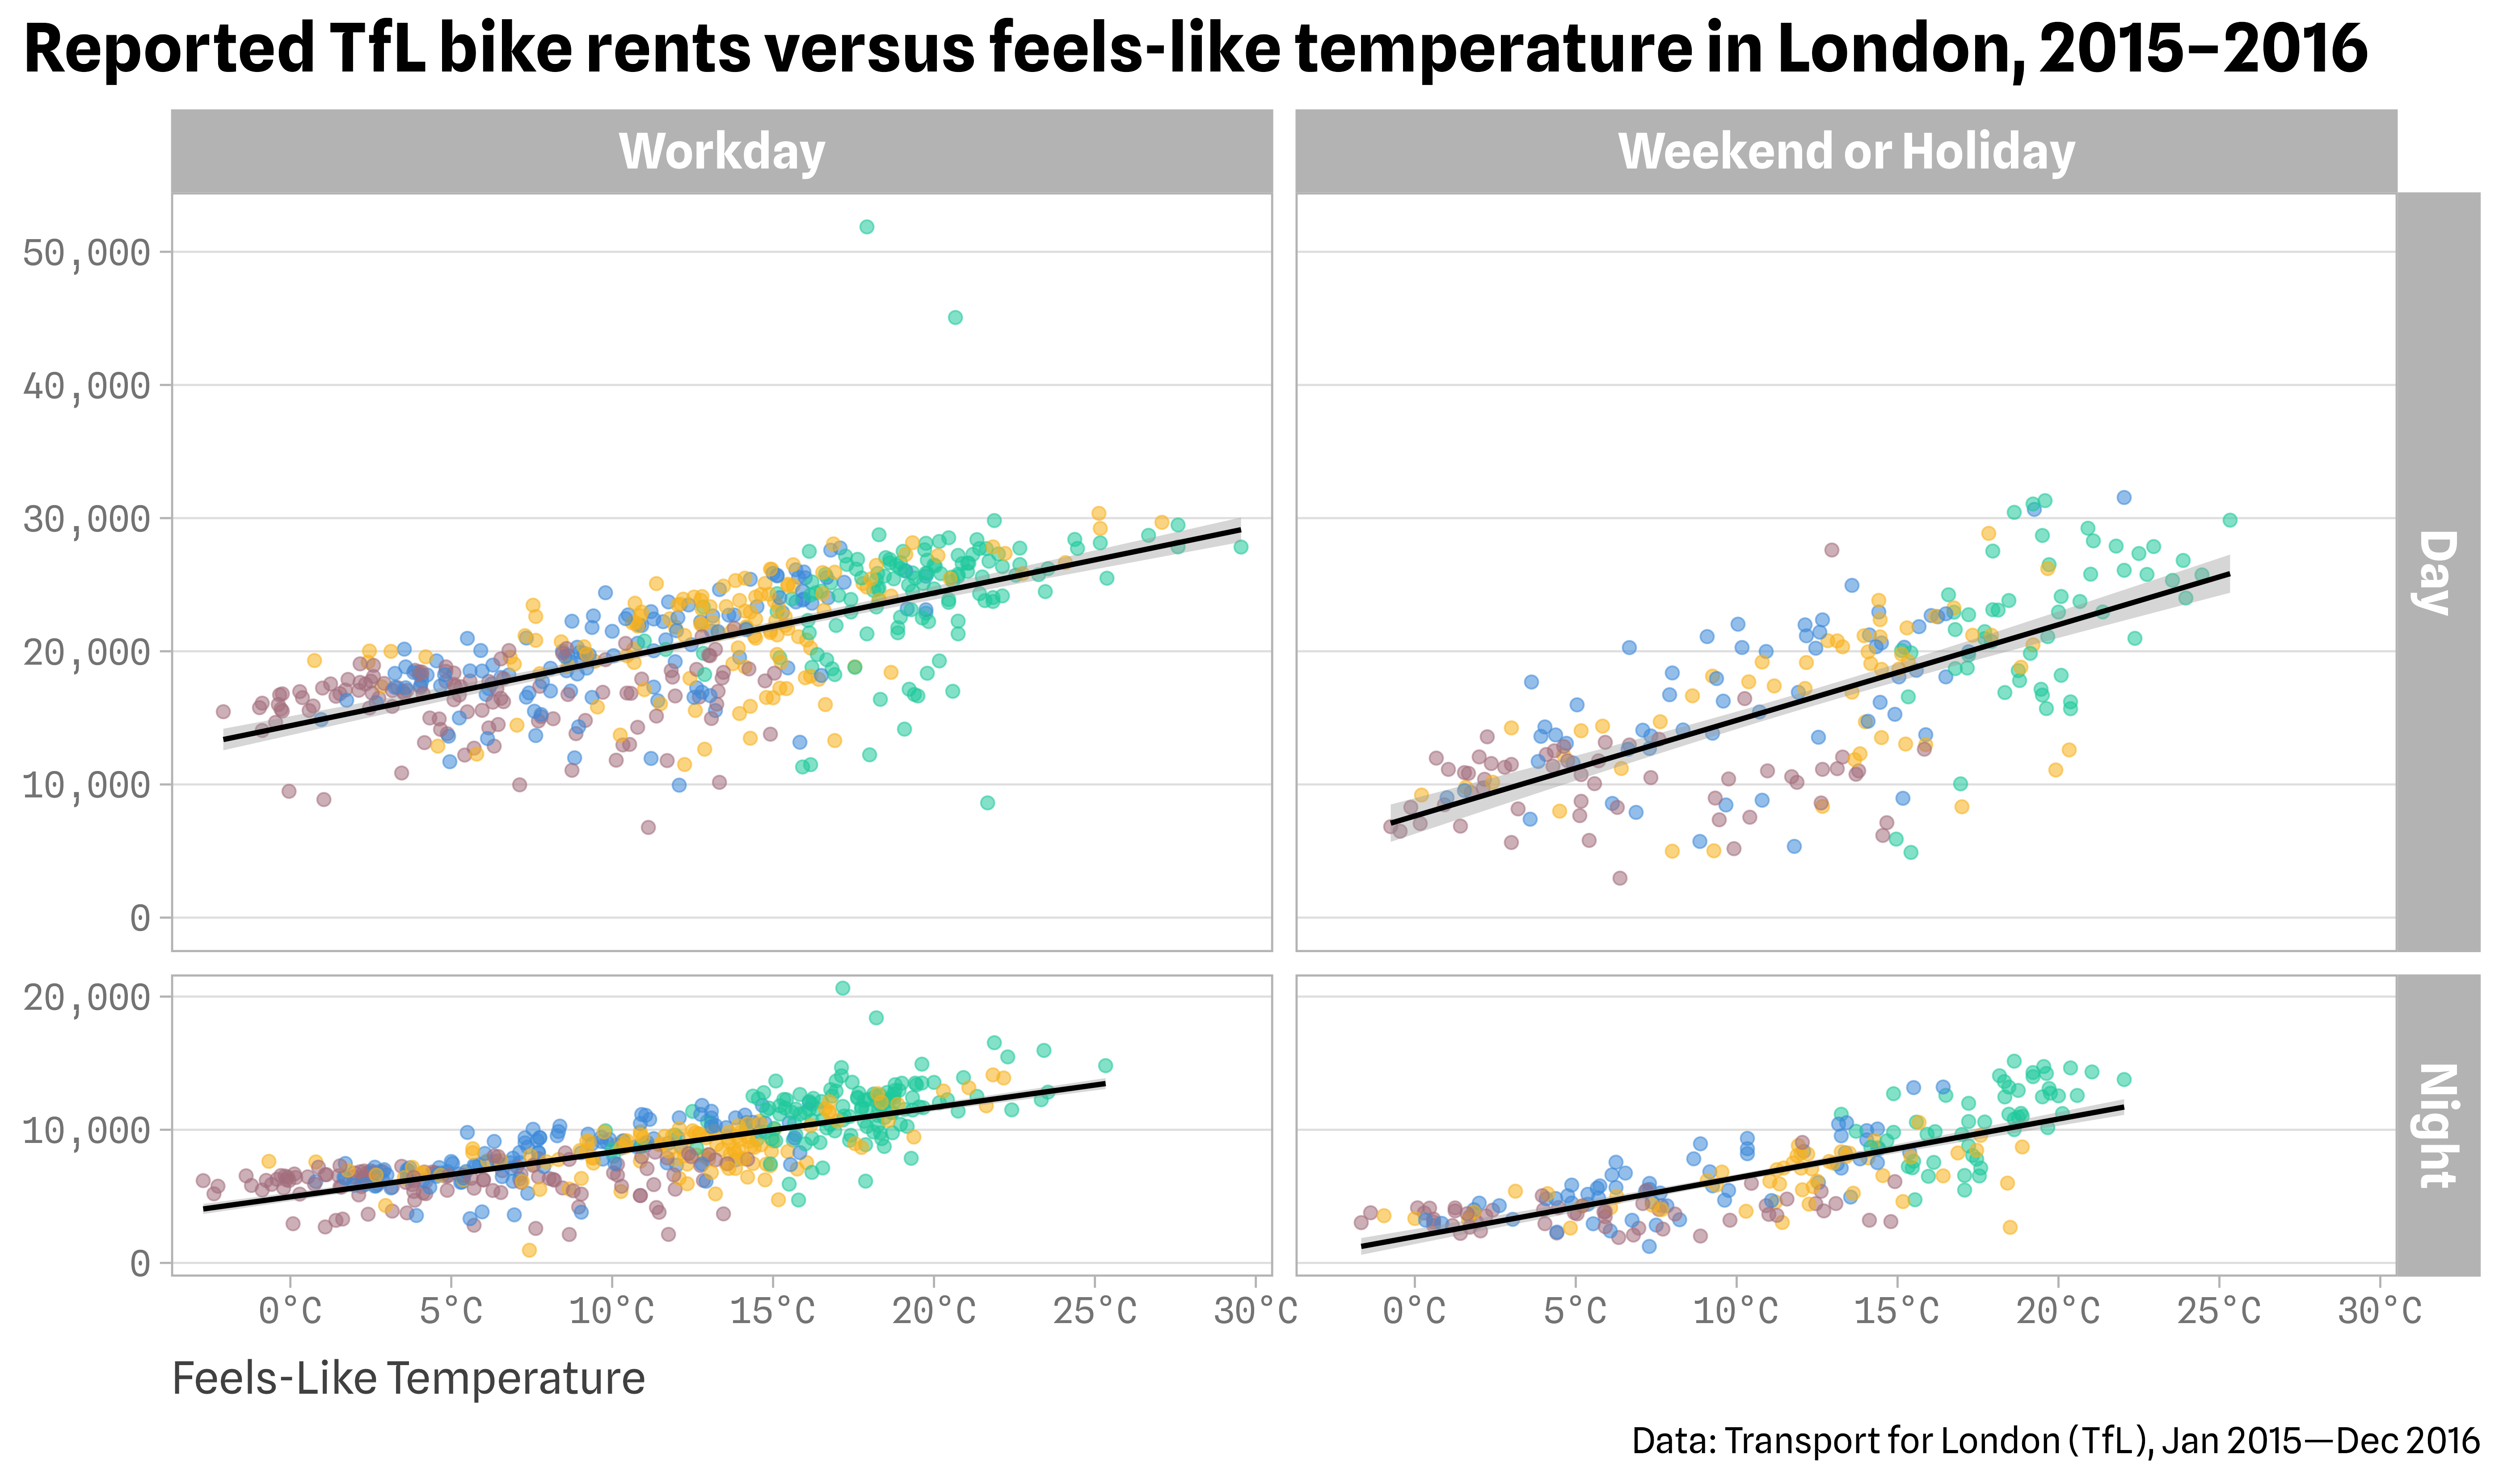 Reported TfL bike rents versus feels-like temperature in London, 2015–2016
Workday
Weekend or Holiday
50,000
40,000
30,000
20,000
10,000
0
Day
20,000
10,000
0
Night
0°C 5°C 10°C 15°C 20°C 25°C 30°C
0°C 5°C 10°C 15°C 20°C 25°C 30°C
Feels-Like Temperature
Data: Transport for London (TfL), Jan 2015—Dec 2016